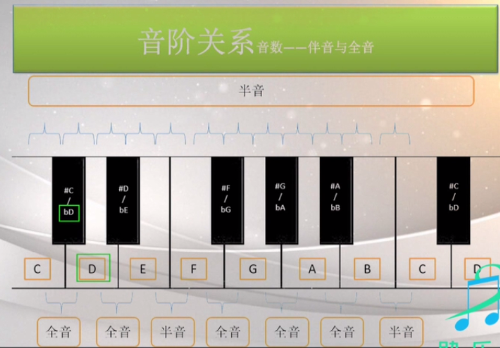 音阶关系音数——伴音与全音
半音
#C #D #F #G #A #C
/ / / / / /
bD bE bG bA bB bD
C D E F G A B C D
全音 全音 半音 全音 全音 全音 半音